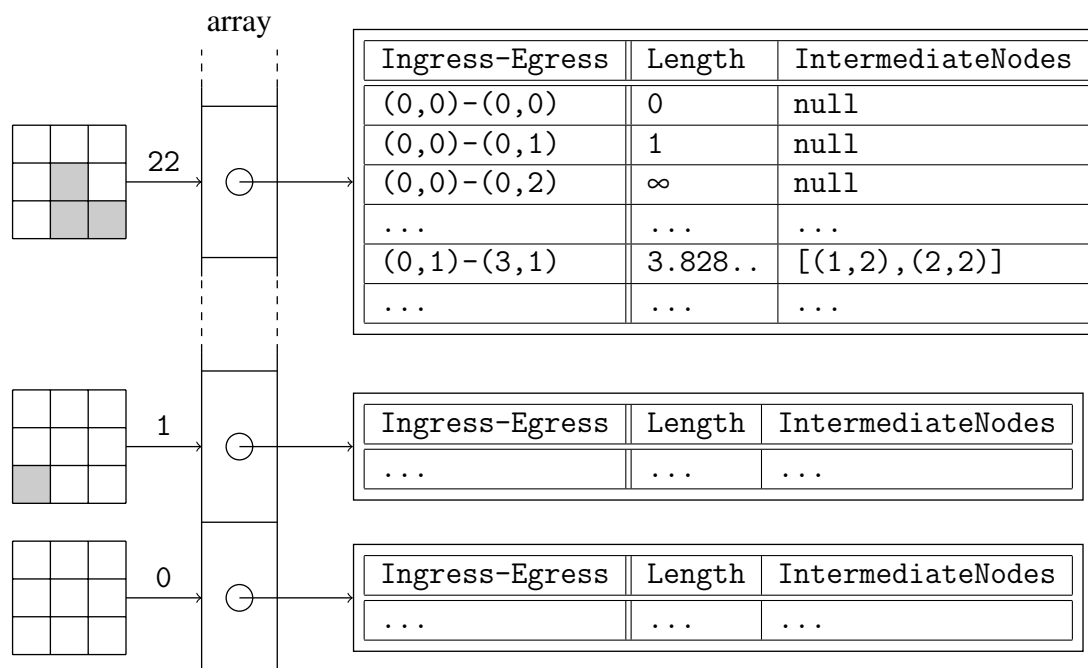 array
Ingress-Egress Length IntermediateNodes
(0,0)-(0,0) 0 null
(0,0)-(0,1) 1 null
22
(0,0)-(0,2) ∞ null
... ... ...
(0,1)-(3,1) 3.828.. [(1,2),(2,2)]
... ... ...
1
Ingress-Egress Length IntermediateNodes
... ... ...
0
Ingress-Egress Length IntermediateNodes
... ... ...